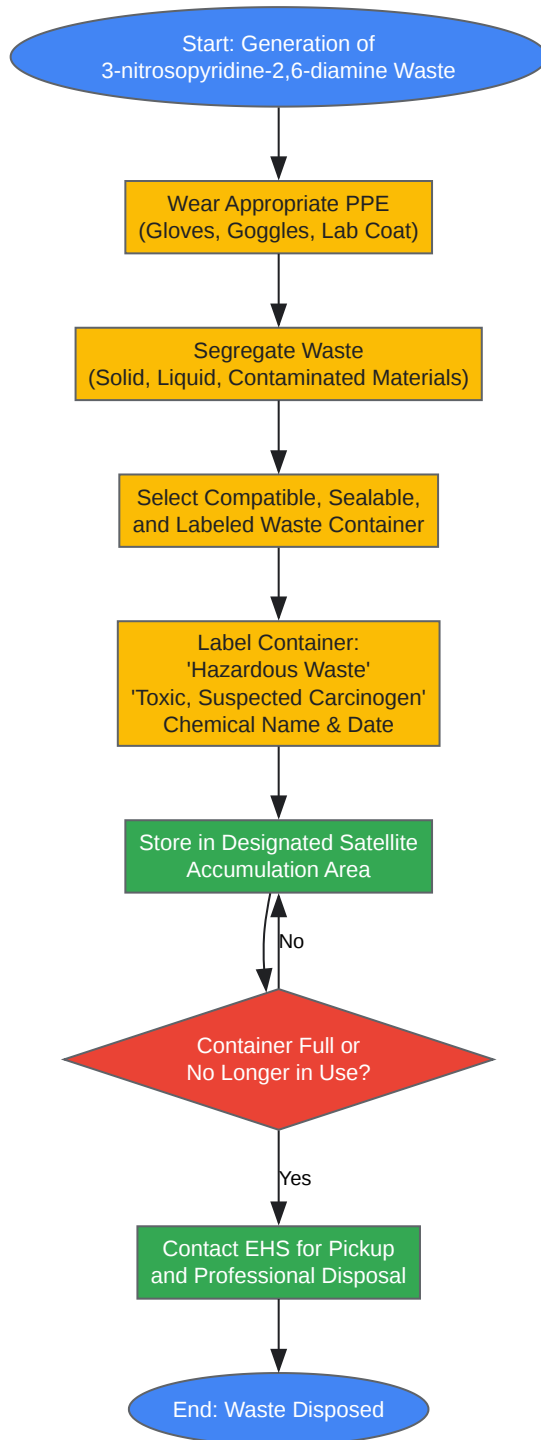 Start: Generation of
3-nitrosopyridine-2,6-diamine Waste
Wear Appropriate PPE
(Gloves, Goggles, Lab Coat)
Segregate Waste
(Solid, Liquid, Contaminated Materials)
Select Compatible, Sealable,
and Labeled Waste Container
Label Container:
'Hazardous Waste'
'Toxic, Suspected Carcinogen'
Chemical Name & Date
Store in Designated Satellite
Accumulation Area
No
Container Full or
No Longer in Use?
Yes
Contact EHS for Pickup
and Professional Disposal
End: Waste Disposed